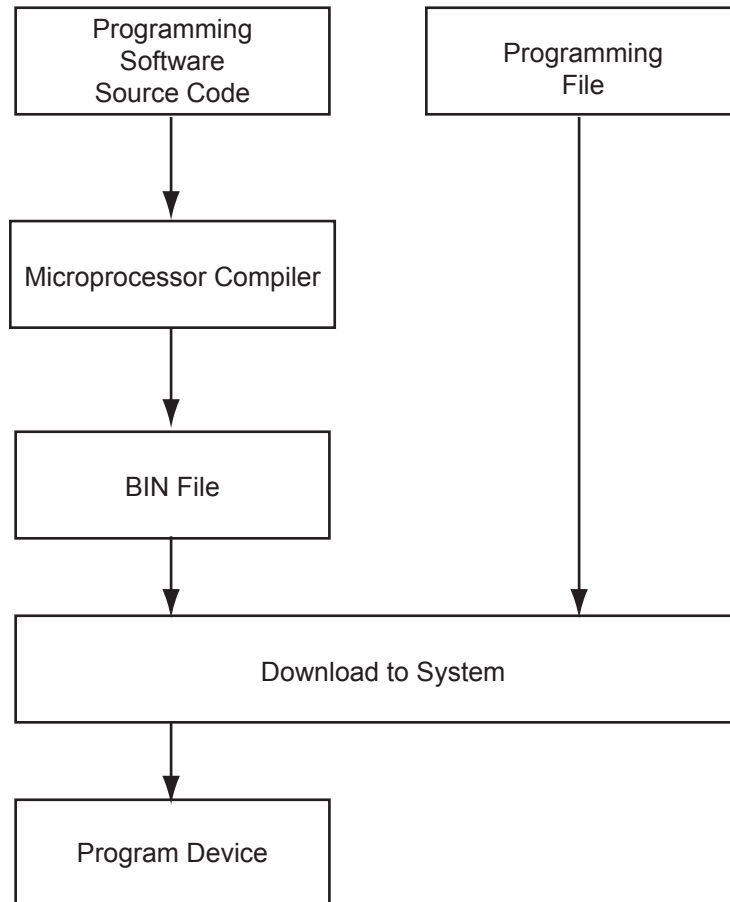 Programming
Software
Source Code
Programming
File
Microprocessor Compiler
BIN File
Download to System
Program Device